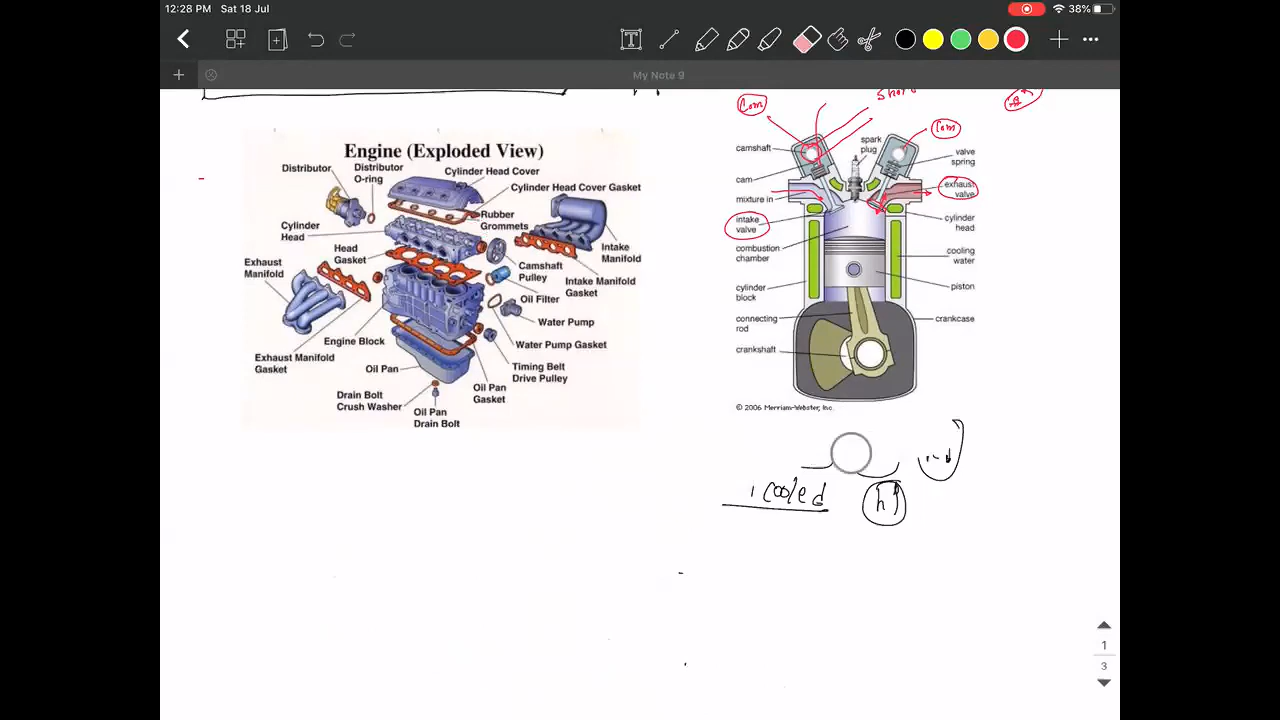 12:28 PM Sat 18 Jul
38%
My Note 9
Engine (Exploded View)
Distributor
Distributor
O-ring
Cylinder Head Cover
Cylinder Head Cover Gasket
Rubber
Grommets
Cylinder
Head
Head
Gasket
Intake
Manifold
Exhaust
Manifold
Camshaft
Pulley
Intake Manifold
Gasket
Oil Filter
Water Pump
Engine Block
Water Pump Gasket
Exhaust Manifold
Gasket
Oil Pan
Timing Belt
Drive Pulley
Oil Pan
Gasket
Drain Bolt
Crush Washer
Oil Pan
Drain Bolt
Com
Com
camshaft
spark
plug
valve
spring
cam
exhaust
valve
mixture in
intake
valve
cylinder
head
combustion
chamber
cooling
water
cylinder
block
piston
connecting
rod
crankcase
crankshaft
© 2006 Merriam-Webster, Inc.
cooled
1
3